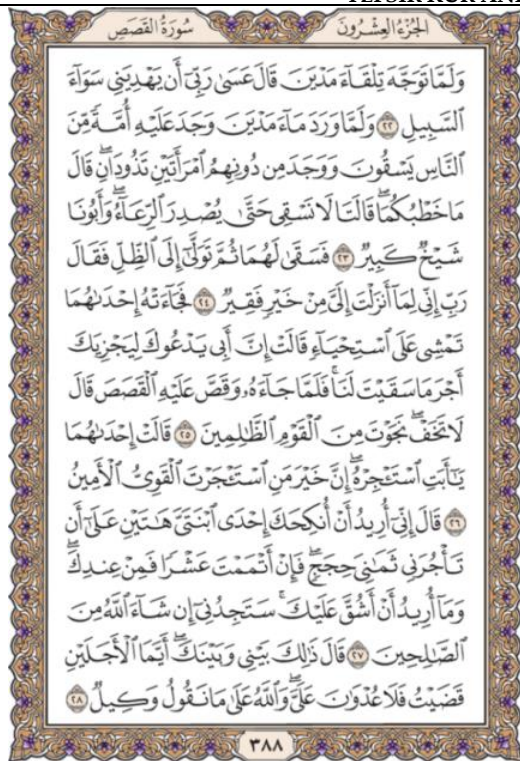 الجُزْءُ العِشْرُونَ سُورَةُ القَصَصِ
وَلَمَّا تَوَجَّهَ تِلْقَآءَ مَدْيَنَ قَالَ عَسَىٰ رَبِّىٓ أَن يَهْدِيَنِى سَوَآءَ
ٱلسَّبِيلِ ٢٢ وَلَمَّا وَرَدَ مَآءَ مَدْيَنَ وَجَدَ عَلَيْهِ أُمَّةً مِّنَ
ٱلنَّاسِ يَسْقُونَ وَوَجَدَ مِن دُونِهِمُ ٱمْرَأَتَيْنِ تَذُودَانِۖ قَالَ
مَا خَطْبُكُمَاۖ قَالَتَا لَا نَسْقِى حَتَّىٰ يُصْدِرَ ٱلرِّعَآءُۖ وَأَبُونَا
شَيْخٌ كَبِيرٌ ٢٣ فَسَقَىٰ لَهُمَا ثُمَّ تَوَلَّىٰٓ إِلَى ٱلظِّلِّ فَقَالَ
رَبِّ إِنِّى لِمَآ أَنزَلْتَ إِلَىَّ مِنْ خَيْرٍ فَقِيرٌ ٢٤ فَجَآءَتْهُ إِحْدَىٰهُمَا
تَمْشِى عَلَى ٱسْتِحْيَآءٍ قَالَتْ إِنَّ أَبِى يَدْعُوكَ لِيَجْزِيَكَ
أَجْرَ مَا سَقَيْتَ لَنَاۚ فَلَمَّا جَآءَهُۥ وَقَصَّ عَلَيْهِ ٱلْقَصَصَ قَالَ
لَا تَخَفْۖ نَجَوْتَ مِنَ ٱلْقَوْمِ ٱلظَّٰلِمِينَ ٢٥ قَالَتْ إِحْدَىٰهُمَا
يَٰٓأَبَتِ ٱسْتَـْٔجِرْهُۖ إِنَّ خَيْرَ مَنِ ٱسْتَـْٔجَرْتَ ٱلْقَوِىُّ ٱلْأَمِينُ
٢٦ قَالَ إِنِّىٓ أُرِيدُ أَنْ أُنكِحَكَ إِحْدَى ٱبْنَتَىَّ هَٰتَيْنِ عَلَىٰٓ أَن
تَأْجُرَنِى ثَمَٰنِىَ حِجَجٍۖ فَإِنْ أَتْمَمْتَ عَشْرًا فَمِنْ عِندِكَۖ
وَمَآ أُرِيدُ أَنْ أَشُقَّ عَلَيْكَۚ سَتَجِدُنِىٓ إِن شَآءَ ٱللَّهُ مِنَ
ٱلصَّٰلِحِينَ ٢٧ قَالَ ذَٰلِكَ بَيْنِى وَبَيْنَكَۖ أَيَّمَا ٱلْأَجَلَيْنِ
قَضَيْتُ فَلَا عُدْوَٰنَ عَلَىَّۖ وَٱللَّهُ عَلَىٰ مَا نَقُولُ وَكِيلٌ ٢٨
٣٨٨